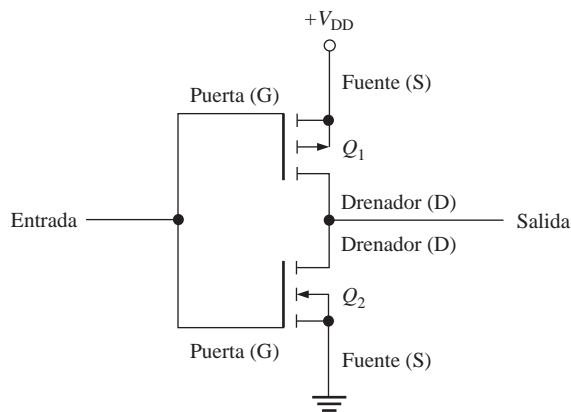 +VDD
Fuente (S)
Puerta (G)
Q1
Drenador (D)
Entrada
Salida
Drenador (D)
Q2
Puerta (G)
Fuente (S)